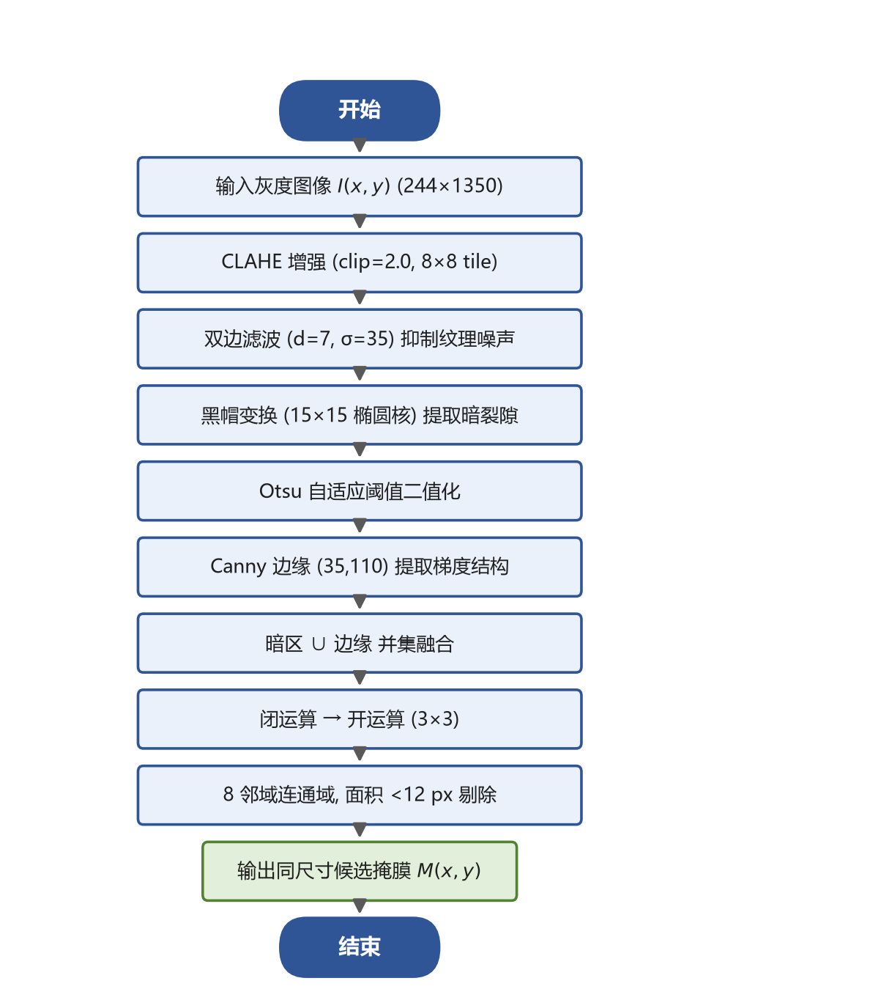 开始
输入灰度图像 I(x, y) (244×1350)
CLAHE 增强 (clip=2.0, 8×8 tile)
双边滤波 (d=7, σ=35) 抑制纹理噪声
黑帽变换 (15×15 椭圆核) 提取暗裂隙
Otsu 自适应阈值二值化
Canny 边缘 (35,110) 提取梯度结构
暗区 ∪ 边缘 并集融合
闭运算 → 开运算 (3×3)
8 邻域连通域, 面积 <12 px 剔除
输出同尺寸候选掩膜 M(x, y)
结束